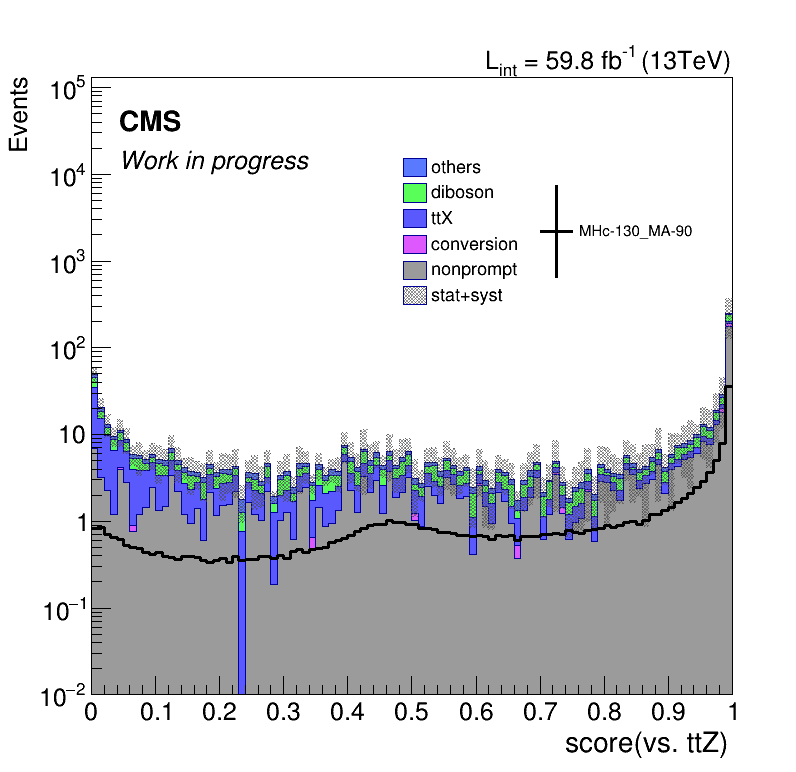 L_int = 59.8 fb^-1 (13TeV)
Events
CMS
Work in progress
others
diboson
ttX
conversion
nonprompt
stat+syst
MHc-130_MA-90
10^5
10^4
10^3
10^2
10
1
10^−1
10^−2
0 0.1 0.2 0.3 0.4 0.5 0.6 0.7 0.8 0.9 1
score(vs. ttZ)